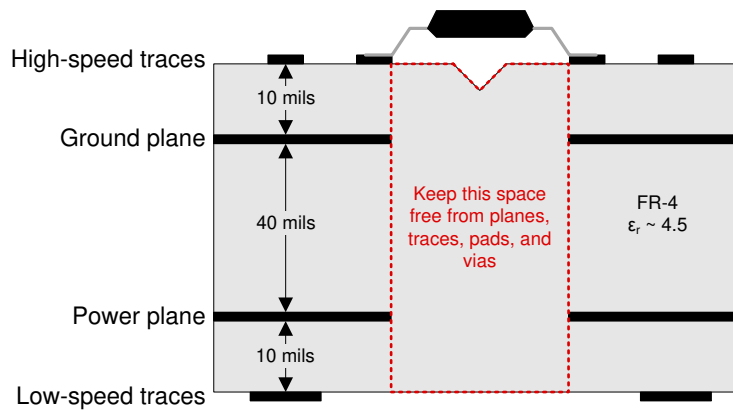 High-speed traces
10 mils
Ground plane
Keep this space
free from planes,
traces, pads, and
vias
FR-4
εr ~ 4.5
40 mils
Power plane
10 mils
Low-speed traces